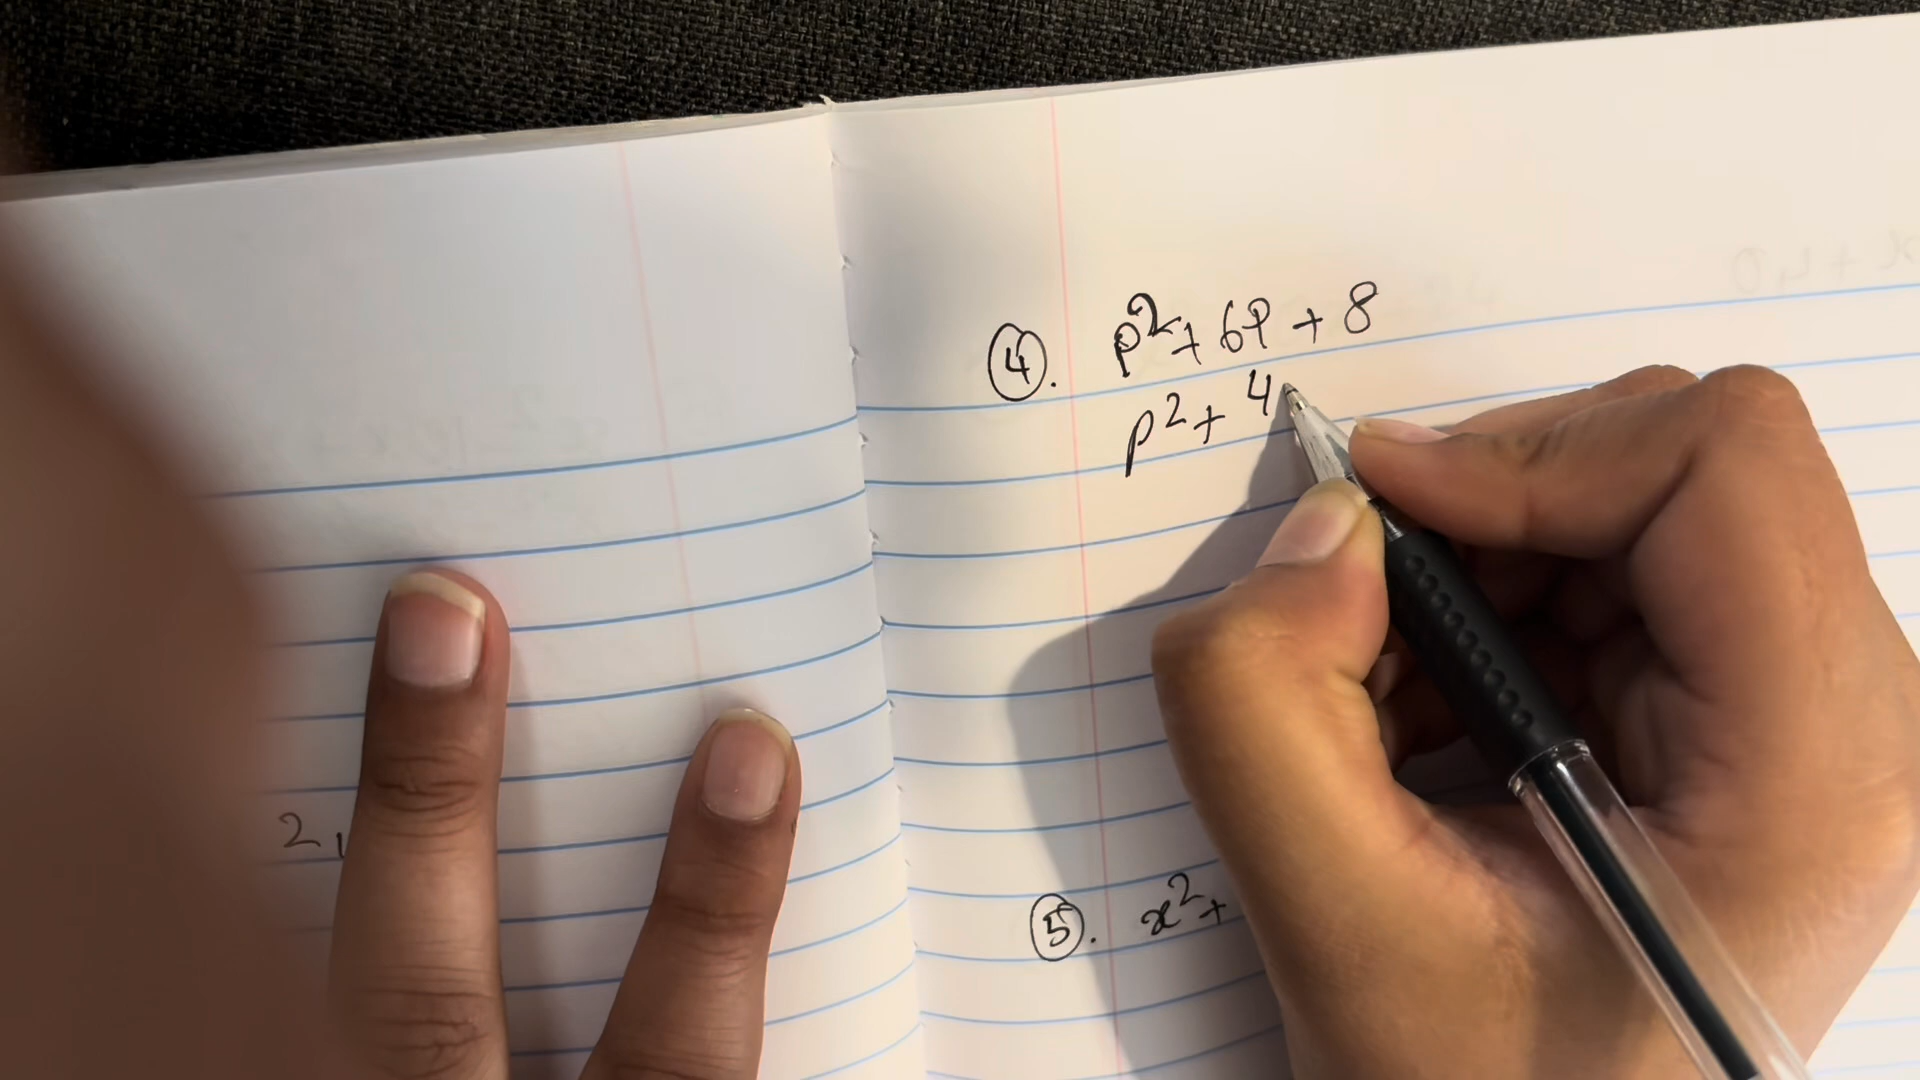 2
④. p²+ 6p + 8
p²+ 4
⑤. x²+